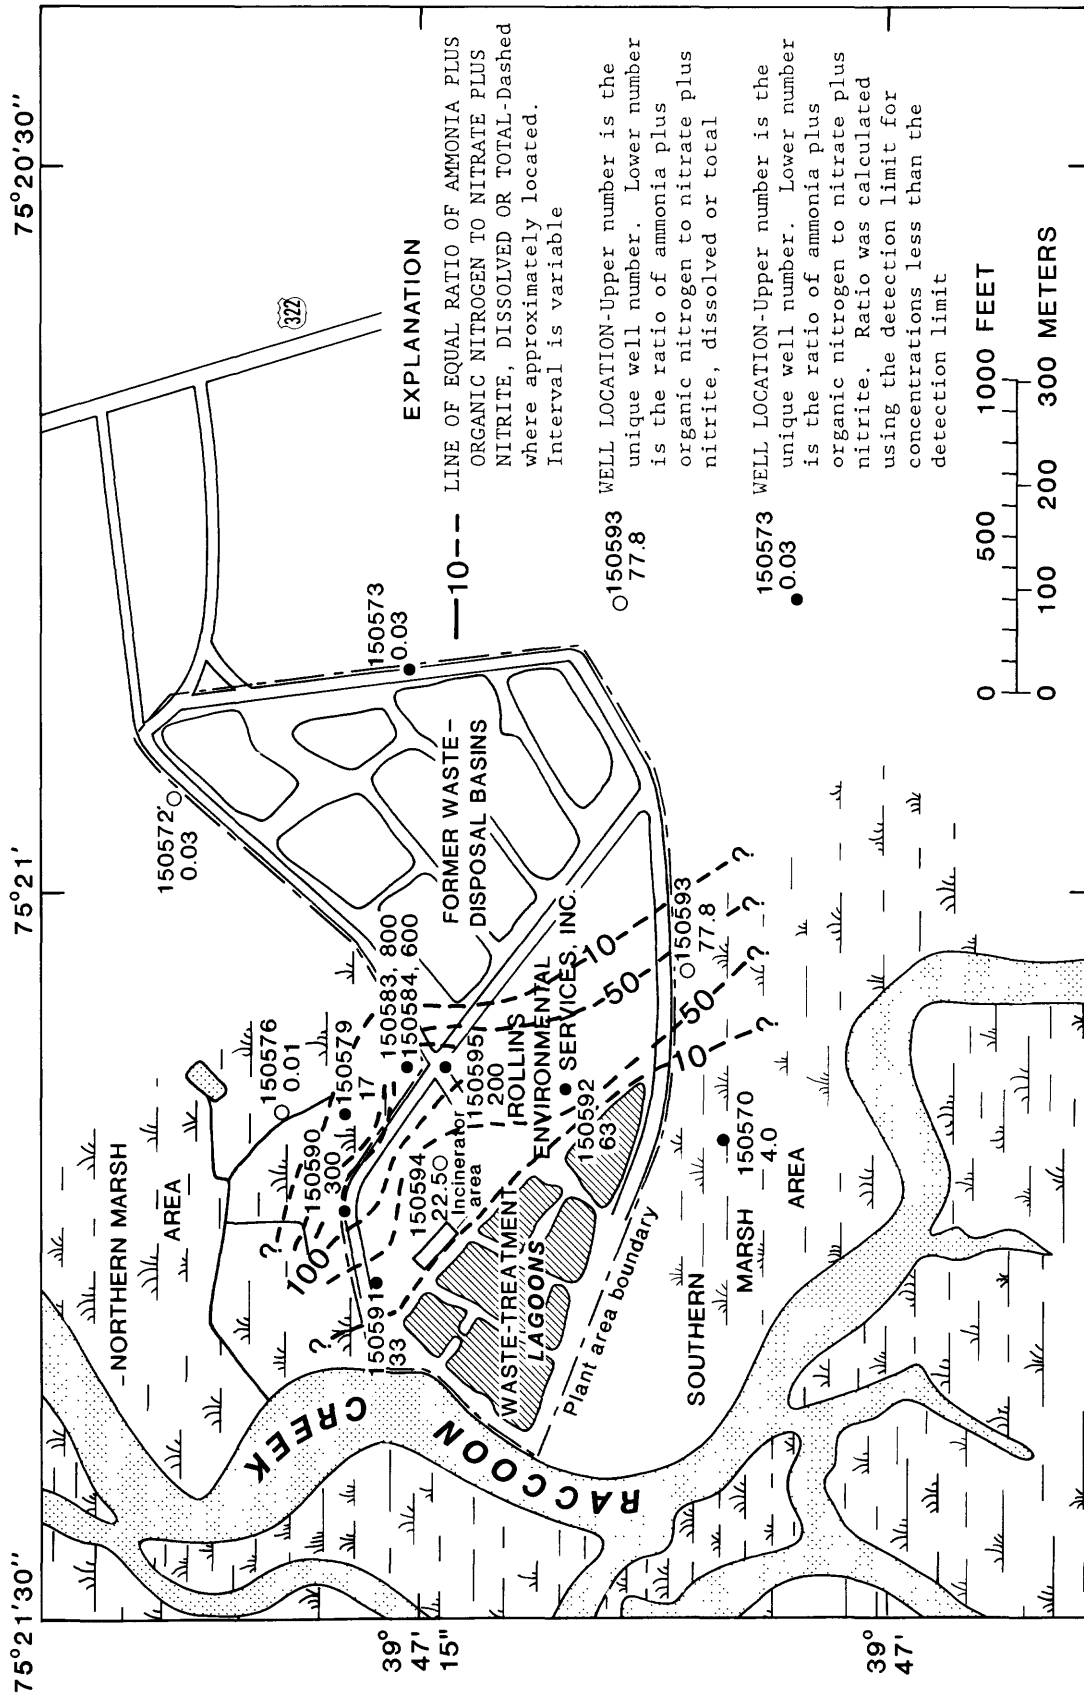 75°21'30"
75°21'
75°20'30"
39°
47'
15"
39°
47'
NORTHERN MARSH
AREA
RACCOON CREEK
322
150572
0.03
150576
0.01
150579
17
150590
300
150583, 800
150584, 600
150573
0.03
150591
33
150594
22.5
Incinerator
area
150595
200
FORMER WASTE-
DISPOSAL BASINS
ROLLINS
ENVIRONMENTAL
SERVICES, INC.
150592
63
WASTE-TREATMENT
LAGOONS
Plant area boundary
150593
77.8
150570
4.0
SOUTHERN
MARSH
AREA
100
10
50
50
10
?
?
?
?
?
?
EXPLANATION
10
LINE OF EQUAL RATIO OF AMMONIA PLUS
ORGANIC NITROGEN TO NITRATE PLUS
NITRITE, DISSOLVED OR TOTAL-Dashed
where approximately located.
Interval is variable
150593
77.8
WELL LOCATION-Upper number is the
unique well number. Lower number
is the ratio of ammonia plus
organic nitrogen to nitrate plus
nitrite, dissolved or total
150573
0.03
WELL LOCATION-Upper number is the
unique well number. Lower number
is the ratio of ammonia plus
organic nitrogen to nitrate plus
nitrite. Ratio was calculated
using the detection limit for
concentrations less than the
detection limit
0 500 1000 FEET
0 100 200 300 METERS